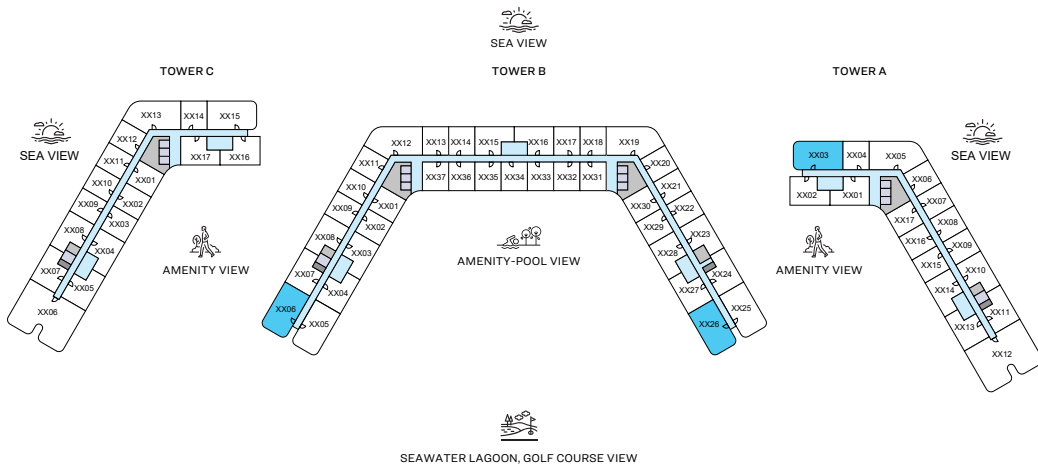 SEA VIEW
TOWER C
TOWER B
TOWER A
SEA VIEW
SEA VIEW
XX13
XX14
XX15
XX12
XX17
XX16
XX11
XX01
XX10
XX02
XX09
XX03
XX08
XX04
XX07
XX05
XX06
AMENITY VIEW
XX12
XX13
XX14
XX15
XX16
XX17
XX18
XX19
XX11
XX37
XX36
XX35
XX34
XX33
XX32
XX31
XX20
XX10
XX01
XX30
XX21
XX09
XX02
XX29
XX22
XX08
XX03
XX28
XX23
XX07
XX04
XX27
XX24
XX06
XX05
XX26
XX25
AMENITY-POOL VIEW
XX03
XX04
XX05
XX02
XX01
XX06
XX17
XX07
XX16
XX08
XX15
XX09
XX14
XX10
XX13
XX11
XX12
AMENITY VIEW
SEAWATER LAGOON, GOLF COURSE VIEW